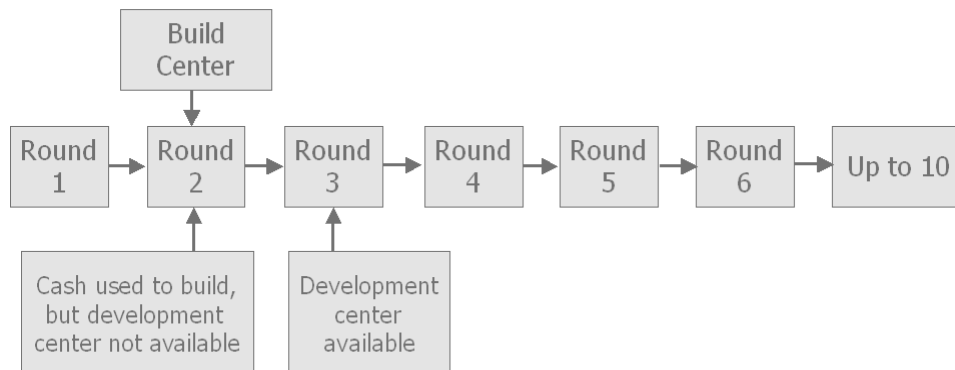 Build
Center
Round
1
Round
2
Round
3
Round
4
Round
5
Round
6
Up to 10
Cash used to build,
but development
center not available
Development
center
available